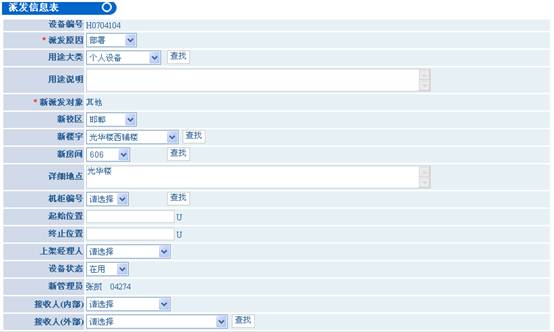 派发信息表
设备编号 H0704104
* 派发原因 部署
用途大类 个人设备 查找
用途说明
* 新派发对象 其他
新校区 邯郸
新楼宇 光华楼西辅楼 查找
新房间 606 查找
详细地点 光华楼
机柜编号 请选择 查找
起始位置 U
终止位置 U
上架经理人 请选择
设备状态 在用
新管理员 张凯 04274
接收人(内部) 请选择
接收人(外部) 请选择 查找